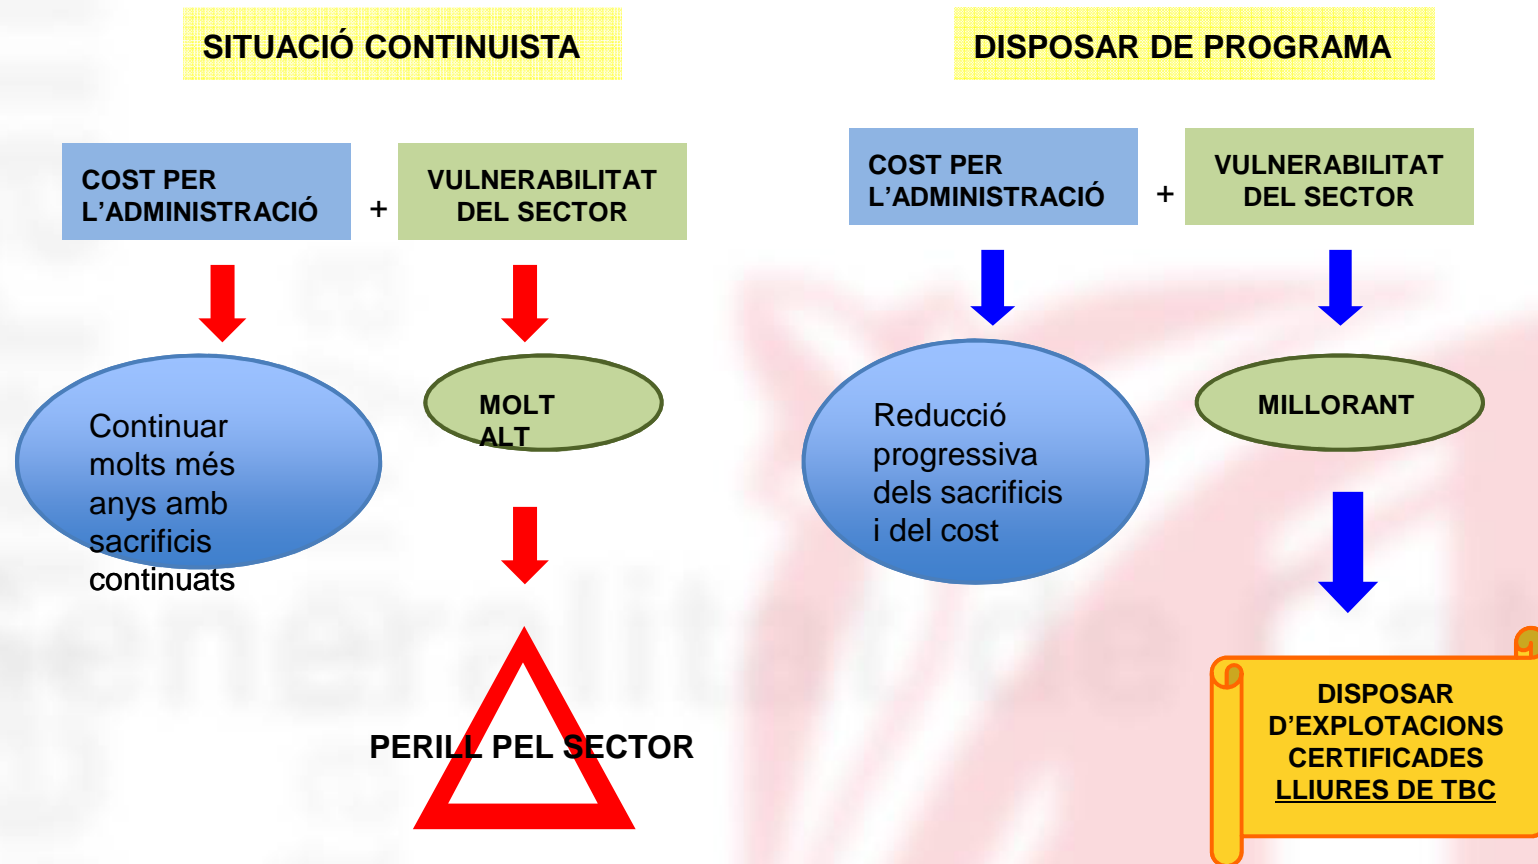 SITUACIÓ CONTINUISTA
COST PER
L'ADMINISTRACIÓ
+
VULNERABILITAT
DEL SECTOR
Continuar
molts més
anys amb
sacrificis
continuats
MOLT
ALT
PERILL PEL SECTOR
DISPOSAR DE PROGRAMA
COST PER
L'ADMINISTRACIÓ
+
VULNERABILITAT
DEL SECTOR
Reducció
progressiva
dels sacrificis
i del cost
MILLORANT
DISPOSAR
D'EXPLOTACIONS
CERTIFICADES
LLIURES DE TBC
Generalitat de